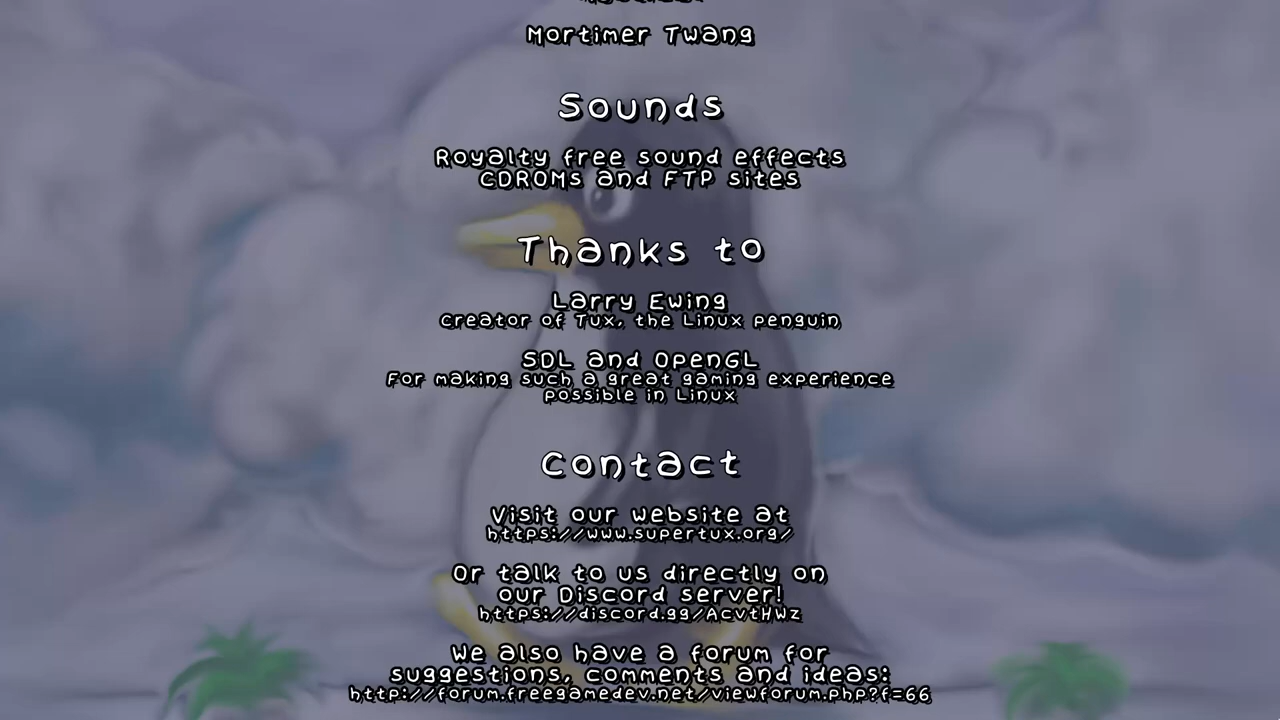 Mortimer Twang
Sounds
Royalty free sound effects
CDROMs and FTP sites
Thanks to
Larry Ewing
Creator of Tux, the Linux penguin
SDL and OpenGL
For making such a great gaming experience
possible in Linux
Contact
Visit our website at
https://www.supertux.org/
Or talk to us directly on
our Discord server!
https://discord.gg/AcvtHWz
We also have a forum for
suggestions, comments and ideas:
http://forum.freegamedev.net/viewforum.php?f=66